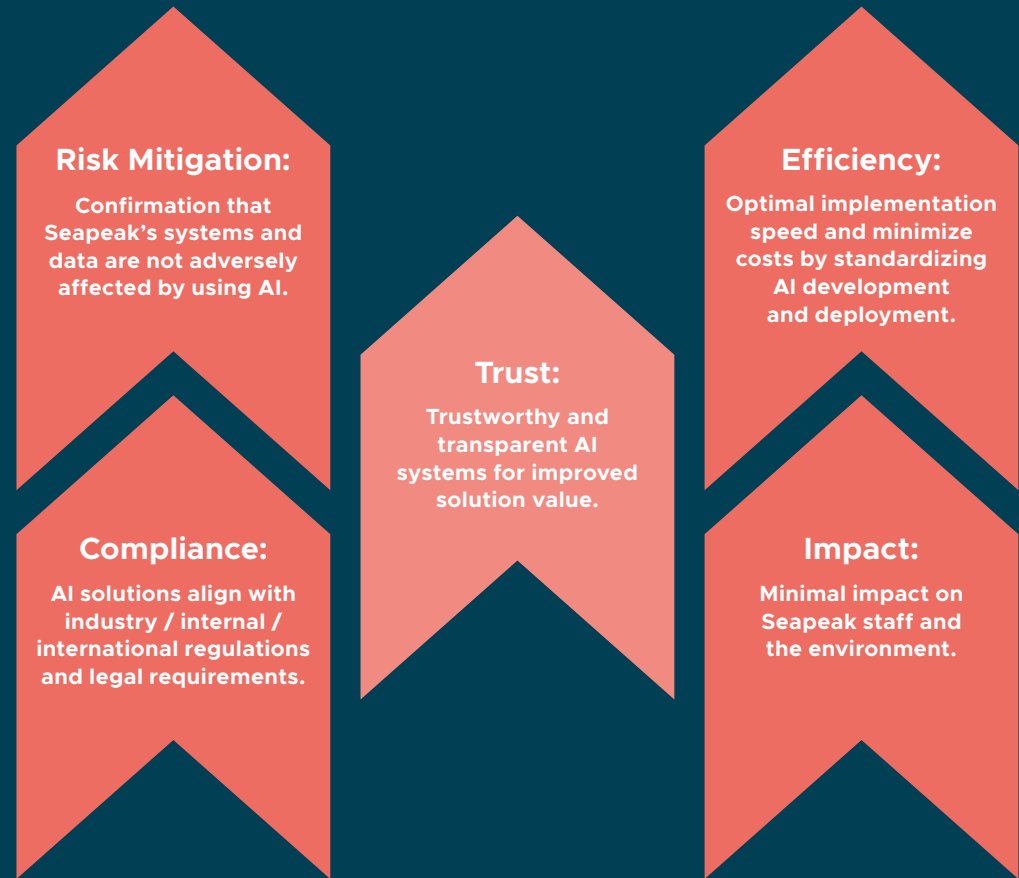 Risk Mitigation:
Confirmation that
Seapeak’s systems and
data are not adversely
affected by using AI.
Compliance:
AI solutions align with
industry / internal /
international regulations
and legal requirements.
Trust:
Trustworthy and
transparent AI
systems for improved
solution value.
Efficiency:
Optimal implementation
speed and minimize
costs by standardizing
AI development
and deployment.
Impact:
Minimal impact on
Seapeak staff and
the environment.